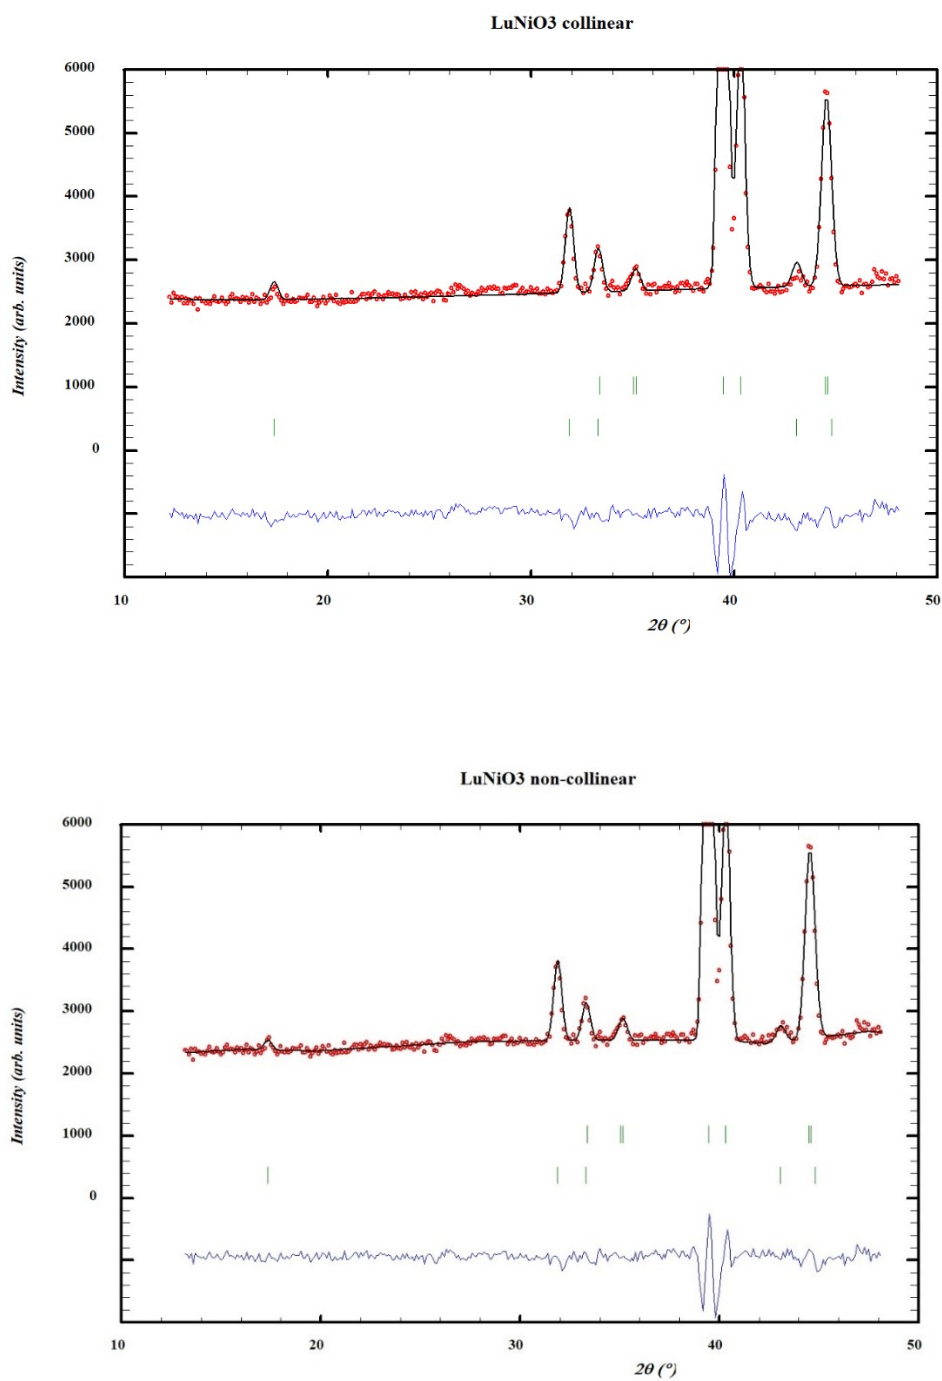 LuNiO3 collinear
6000
5000
4000
3000
2000
1000
0
Intensity (arb. units)
10 20 30 40 50
2θ (°)
LuNiO3 non-collinear
6000
5000
4000
3000
2000
1000
0
Intensity (arb. units)
10 20 30 40 50
2θ (°)